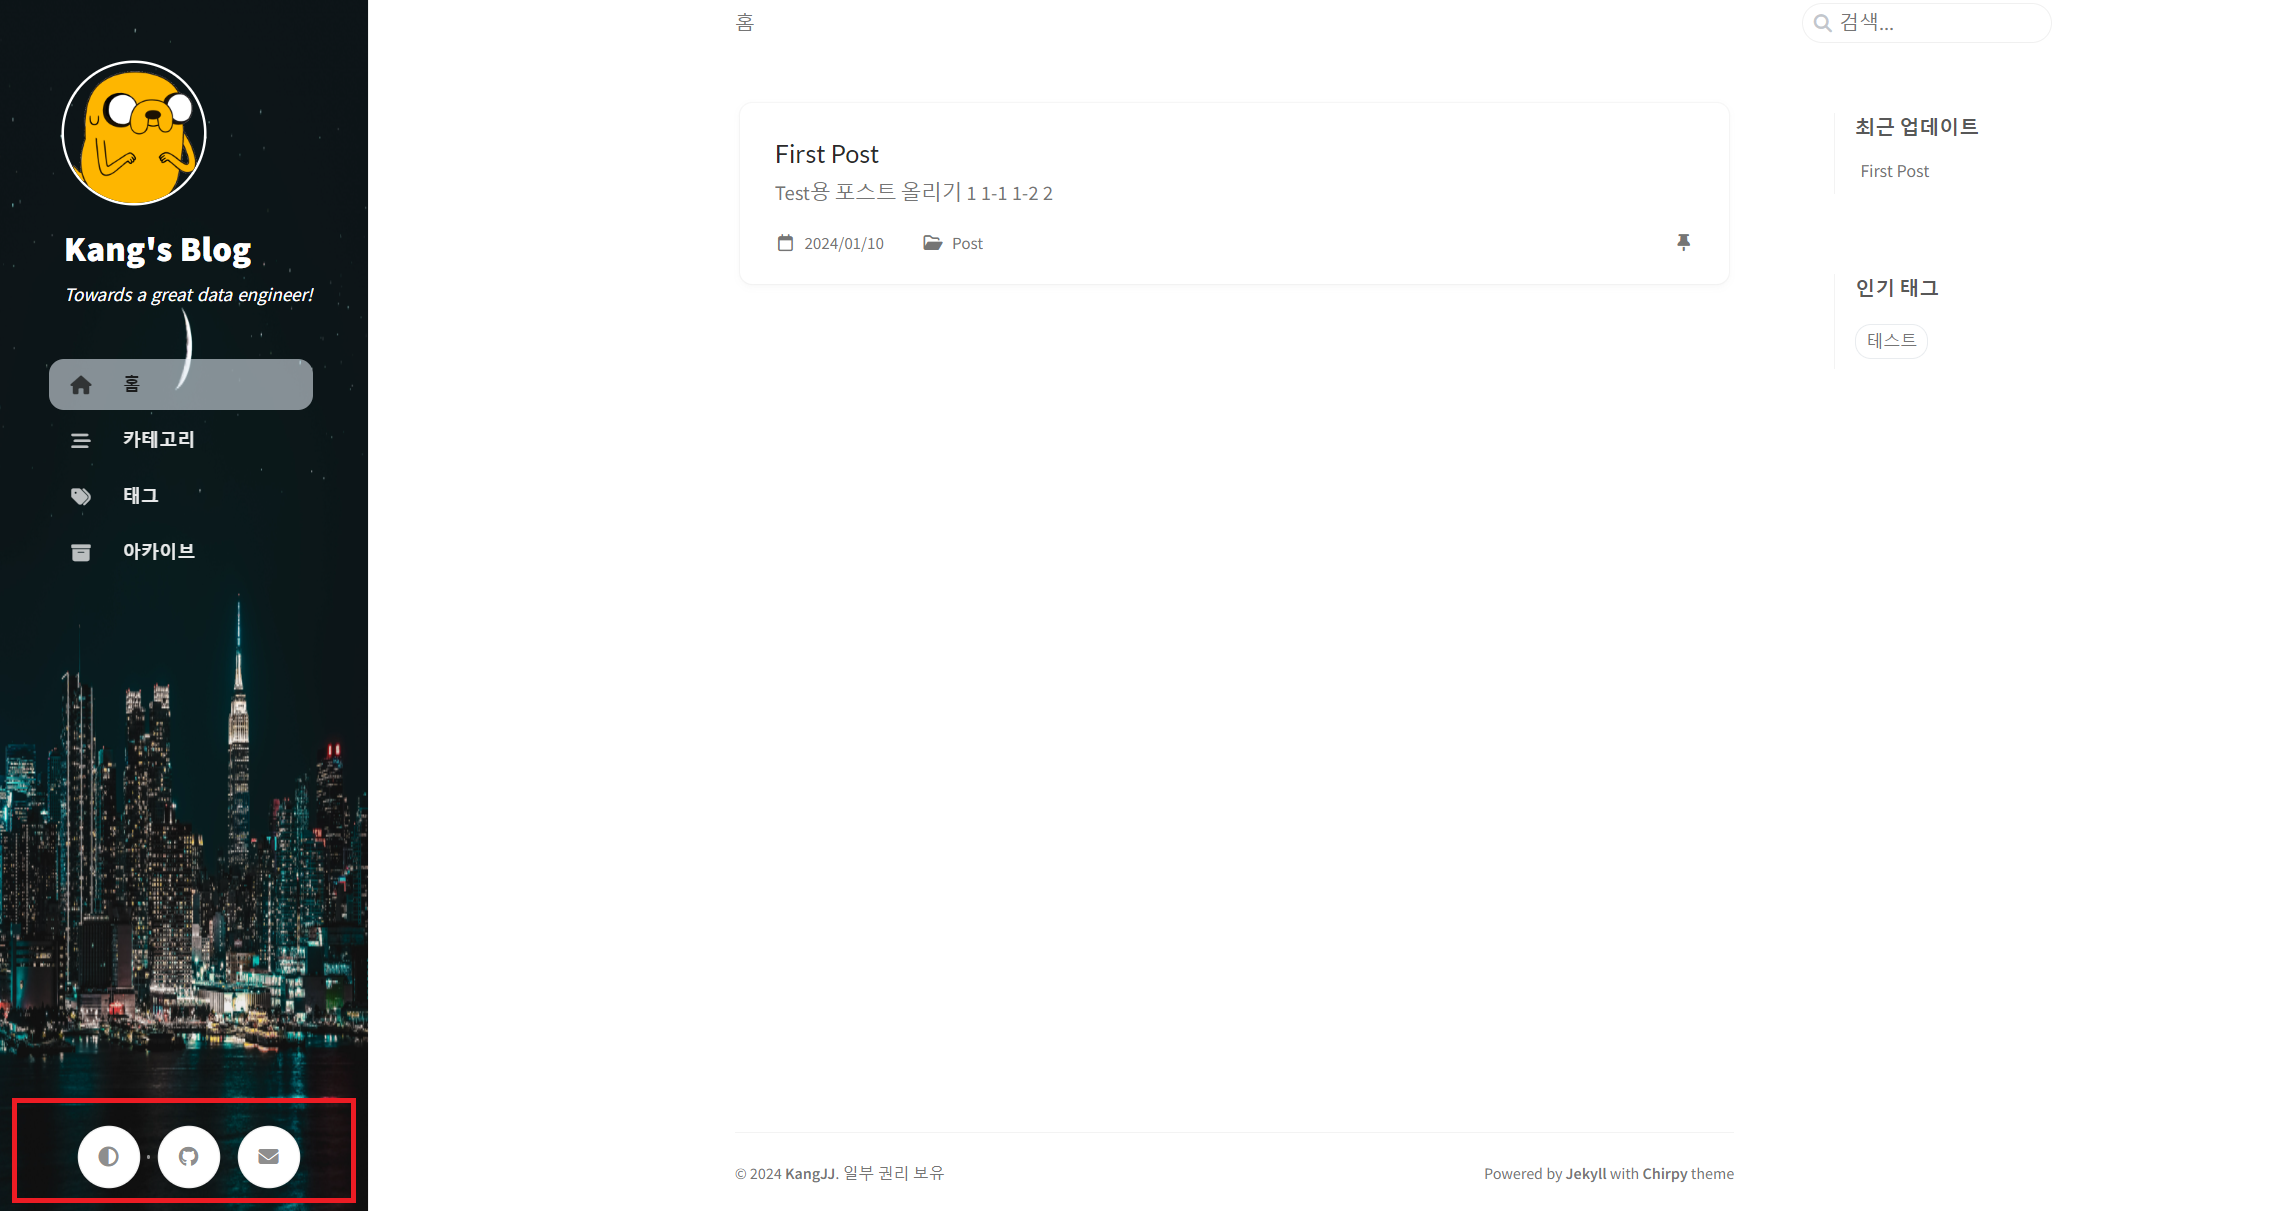 Kang's Blog
Towards a great data engineer!
홈
카테고리
태그
아카이브
홈
검색...
First Post
Test용 포스트 올리기 1 1-1 1-2 2
2024/01/10 Post
최근 업데이트
First Post
인기 태그
테스트
© 2024 KangJJ. 일부 권리 보유
Powered by Jekyll with Chirpy theme